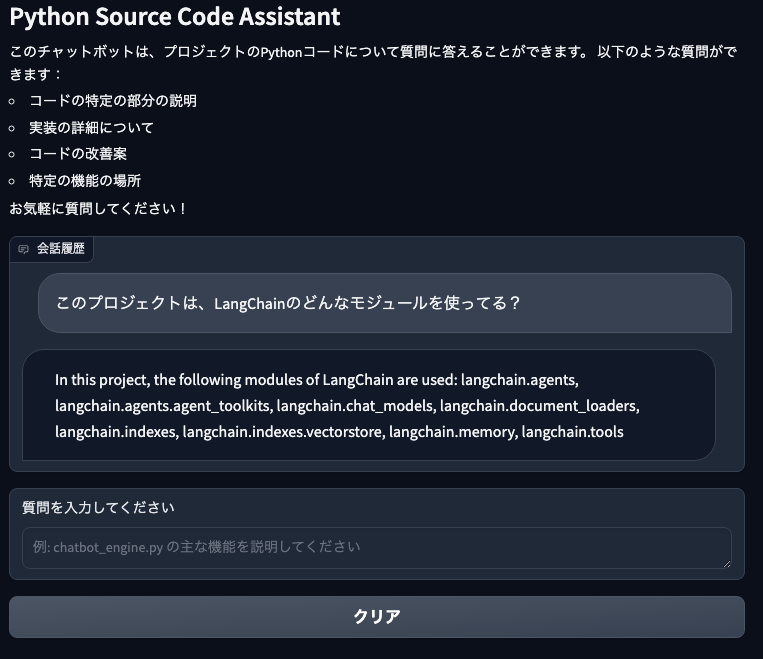 Python Source Code Assistant
このチャットボットは、プロジェクトのPythonコードについて質問に答えることができます。 以下のような質問がで
きます：
コードの特定の部分の説明
実装の詳細について
コードの改善案
特定の機能の場所
お気軽に質問してください！
会話履歴
このプロジェクトは、LangChainのどんなモジュールを使ってる？
In this project, the following modules of LangChain are used: langchain.agents,
langchain.agents.agent_toolkits, langchain.chat_models, langchain.document_loaders,
langchain.indexes, langchain.indexes.vectorstore, langchain.memory, langchain.tools
質問を入力してください
例: chatbot_engine.py の主な機能を説明してください
クリア